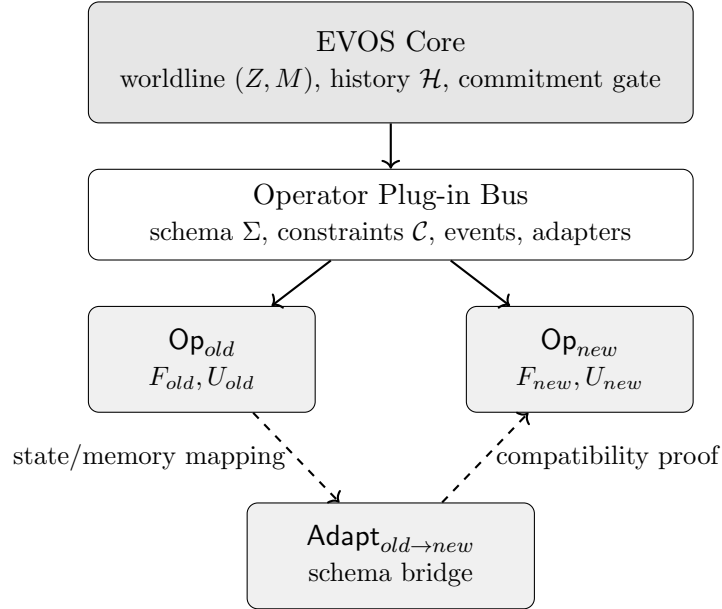 EVOS Core
worldline (Z, M), history ℋ, commitment gate
Operator Plug-in Bus
schema Σ, constraints 𝒞, events, adapters
Op_old
F_old, U_old
Op_new
F_new, U_new
state/memory mapping
compatibility proof
Adapt_old→new
schema bridge